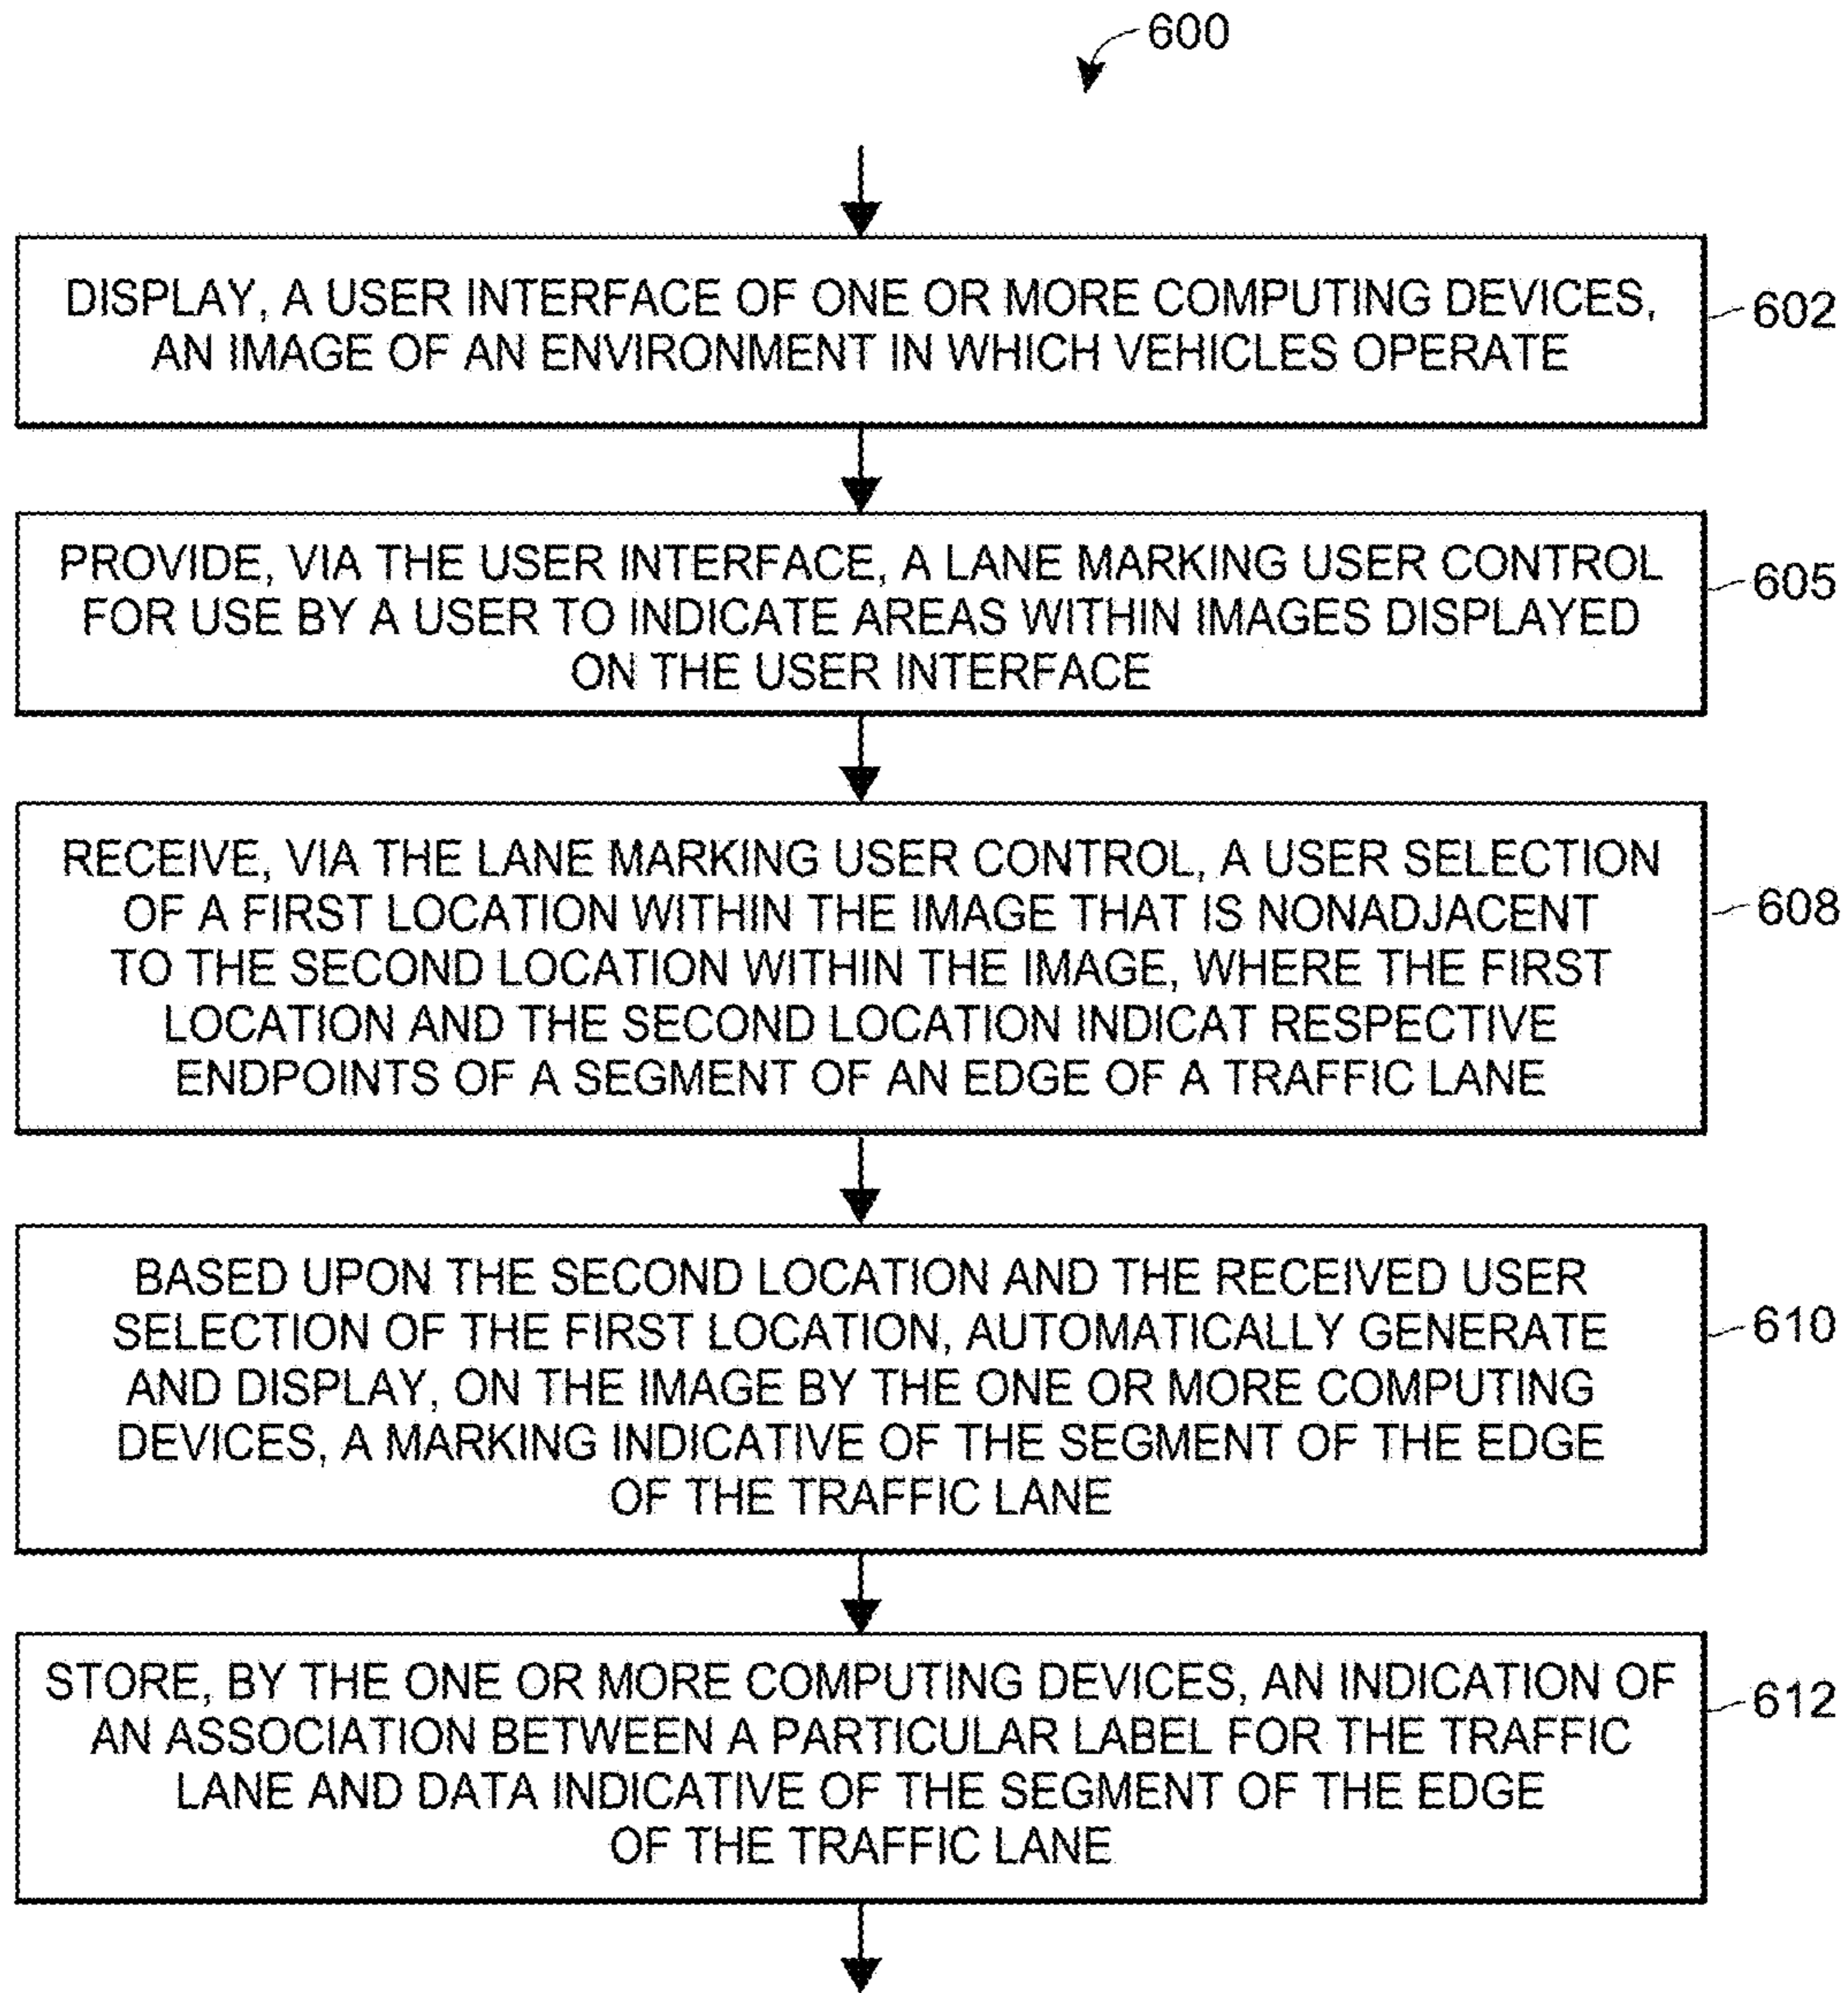 600
DISPLAY, A USER INTERFACE OF ONE OR MORE COMPUTING DEVICES,
AN IMAGE OF AN ENVIRONMENT IN WHICH VEHICLES OPERATE
602
PROVIDE, VIA THE USER INTERFACE, A LANE MARKING USER CONTROL
FOR USE BY A USER TO INDICATE AREAS WITHIN IMAGES DISPLAYED
ON THE USER INTERFACE
605
RECEIVE, VIA THE LANE MARKING USER CONTROL, A USER SELECTION
OF A FIRST LOCATION WITHIN THE IMAGE THAT IS NONADJACENT
TO THE SECOND LOCATION WITHIN THE IMAGE, WHERE THE FIRST
LOCATION AND THE SECOND LOCATION INDICAT RESPECTIVE
ENDPOINTS OF A SEGMENT OF AN EDGE OF A TRAFFIC LANE
608
BASED UPON THE SECOND LOCATION AND THE RECEIVED USER
SELECTION OF THE FIRST LOCATION, AUTOMATICALLY GENERATE
AND DISPLAY, ON THE IMAGE BY THE ONE OR MORE COMPUTING
DEVICES, A MARKING INDICATIVE OF THE SEGMENT OF THE EDGE
OF THE TRAFFIC LANE
610
STORE, BY THE ONE OR MORE COMPUTING DEVICES, AN INDICATION OF
AN ASSOCIATION BETWEEN A PARTICULAR LABEL FOR THE TRAFFIC
LANE AND DATA INDICATIVE OF THE SEGMENT OF THE EDGE
OF THE TRAFFIC LANE
612